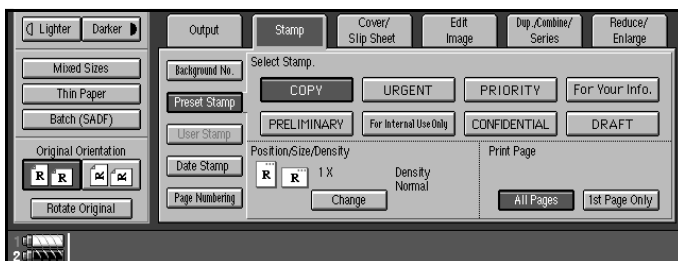 Lighter Darker
Mixed Sizes
Thin Paper
Batch (SADF)
Original Orientation
R R R R
Rotate Original
Output Stamp Cover/ Slip Sheet Edit Image Dup./Combine/ Series Reduce/ Enlarge
Background No.
Preset Stamp
User Stamp
Date Stamp
Page Numbering
Select Stamp.
COPY URGENT PRIORITY For Your Info.
PRELIMINARY For Internal Use Only CONFIDENTIAL DRAFT
Position/Size/Density
R R 1 X Density
Normal
Change
Print Page
All Pages 1st Page Only
1
2